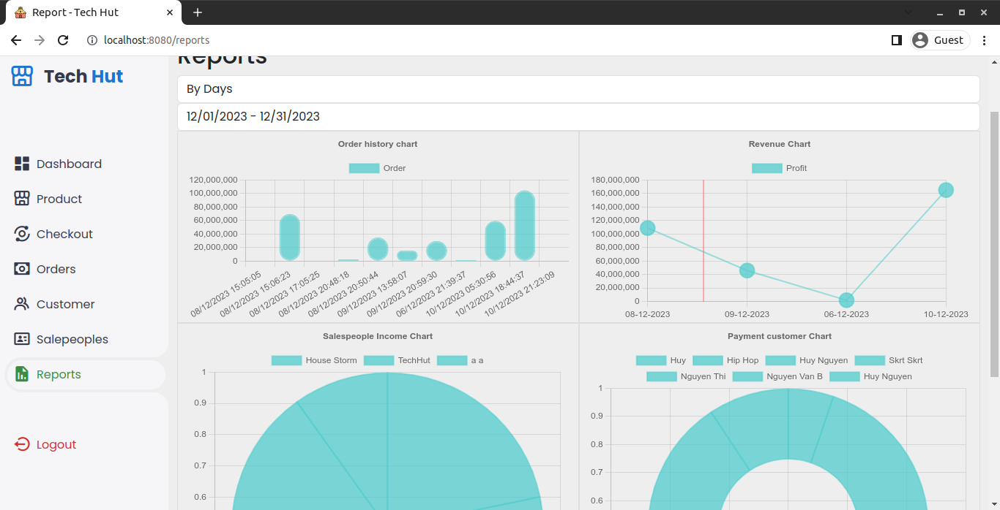 Report - Tech Hut
localhost:8080/reports
Guest
Tech Hut
Dashboard
Product
Checkout
Orders
Customer
Salepeoples
Reports
Logout
Reports
By Days
12/01/2023 - 12/31/2023
Order history chart
Order
120,000,000
100,000,000
80,000,000
60,000,000
40,000,000
20,000,000
0
08/12/2023 15:05:05
08/12/2023 15:06:23
08/12/2023 17:05:25
08/12/2023 20:48:18
08/12/2023 20:50:44
09/12/2023 13:58:07
09/12/2023 20:59:30
06/12/2023 21:39:37
10/12/2023 05:30:56
10/12/2023 18:44:37
10/12/2023 21:23:09
Revenue Chart
Profit
180,000,000
160,000,000
140,000,000
120,000,000
100,000,000
80,000,000
60,000,000
40,000,000
20,000,000
0
08-12-2023 09-12-2023 06-12-2023 10-12-2023
Salespeople Income Chart
House Storm TechHut a a
1
0.9
0.8
0.7
0.6
Payment customer Chart
Huy Hip Hop Huy Nguyen Skrt Skrt
Nguyen Thi Nguyen Van B Huy Nguyen
1
0.9
0.8
0.7
0.6